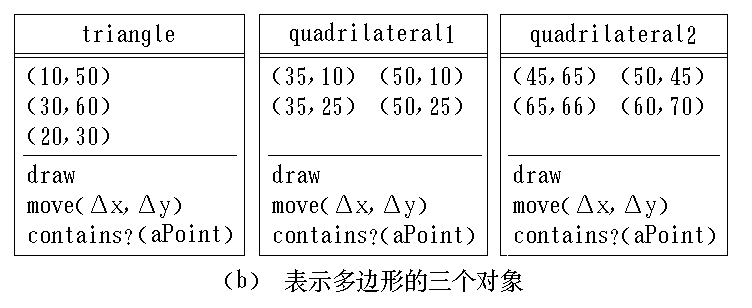 triangle
(10,50)
(30,60)
(20,30)
draw
move(Δx,Δy)
contains?(aPoint)
quadrilateral1
(35,10) (50,10)
(35,25) (50,25)
draw
move(Δx,Δy)
contains?(aPoint)
quadrilateral2
(45,65) (50,45)
(65,66) (60,70)
draw
move(Δx,Δy)
contains?(aPoint)
(b) 表示多边形的三个对象